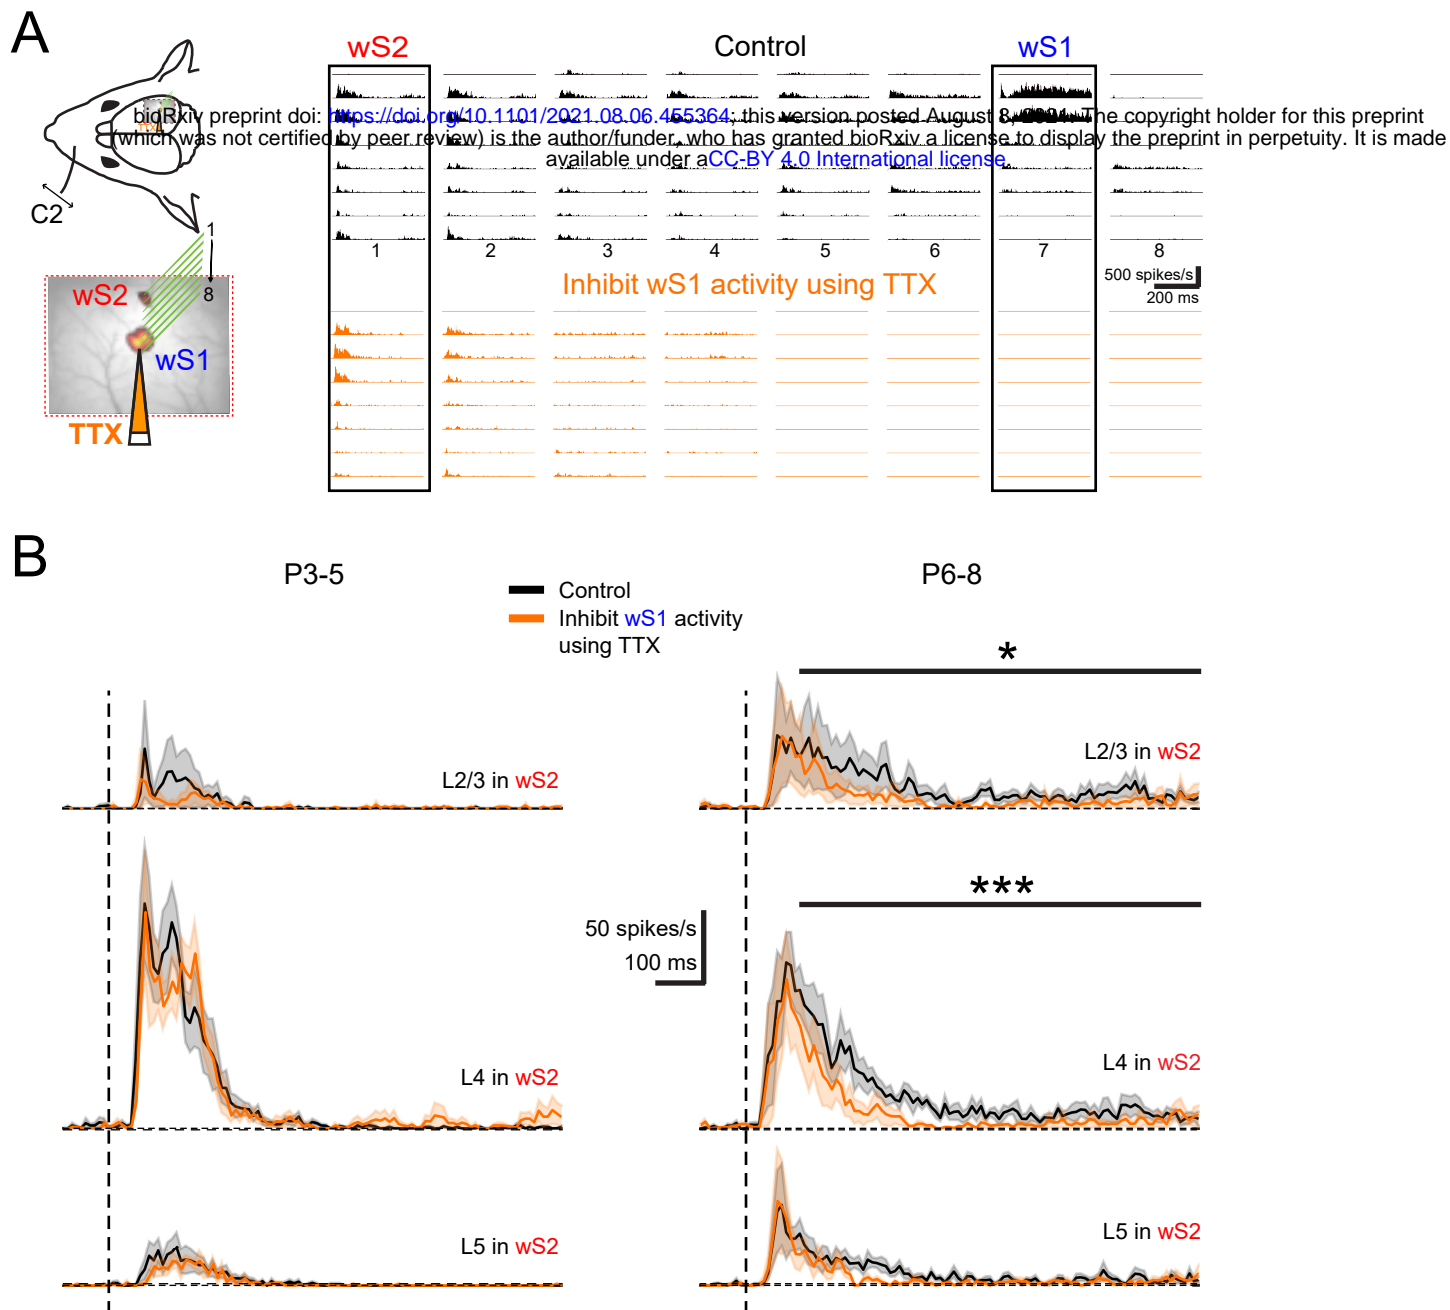 A
wS2
Control
wS1
bioRxiv preprint doi: https://doi.org/10.1101/2021.08.06.455364; this version posted August 8, 2021. The copyright holder for this preprint
(which was not certified by peer review) is the author/funder, who has granted bioRxiv a license to display the preprint in perpetuity. It is made
available under aCC-BY 4.0 International license.
TTX
C2
1
8
wS2
wS1
TTX
1
2
3
4
5
6
7
8
500 spikes/s
200 ms
Inhibit wS1 activity using TTX
B
P3-5
P6-8
Control
Inhibit wS1 activity
using TTX
*
L2/3 in wS2
L2/3 in wS2
***
50 spikes/s
100 ms
L4 in wS2
L4 in wS2
L5 in wS2
L5 in wS2